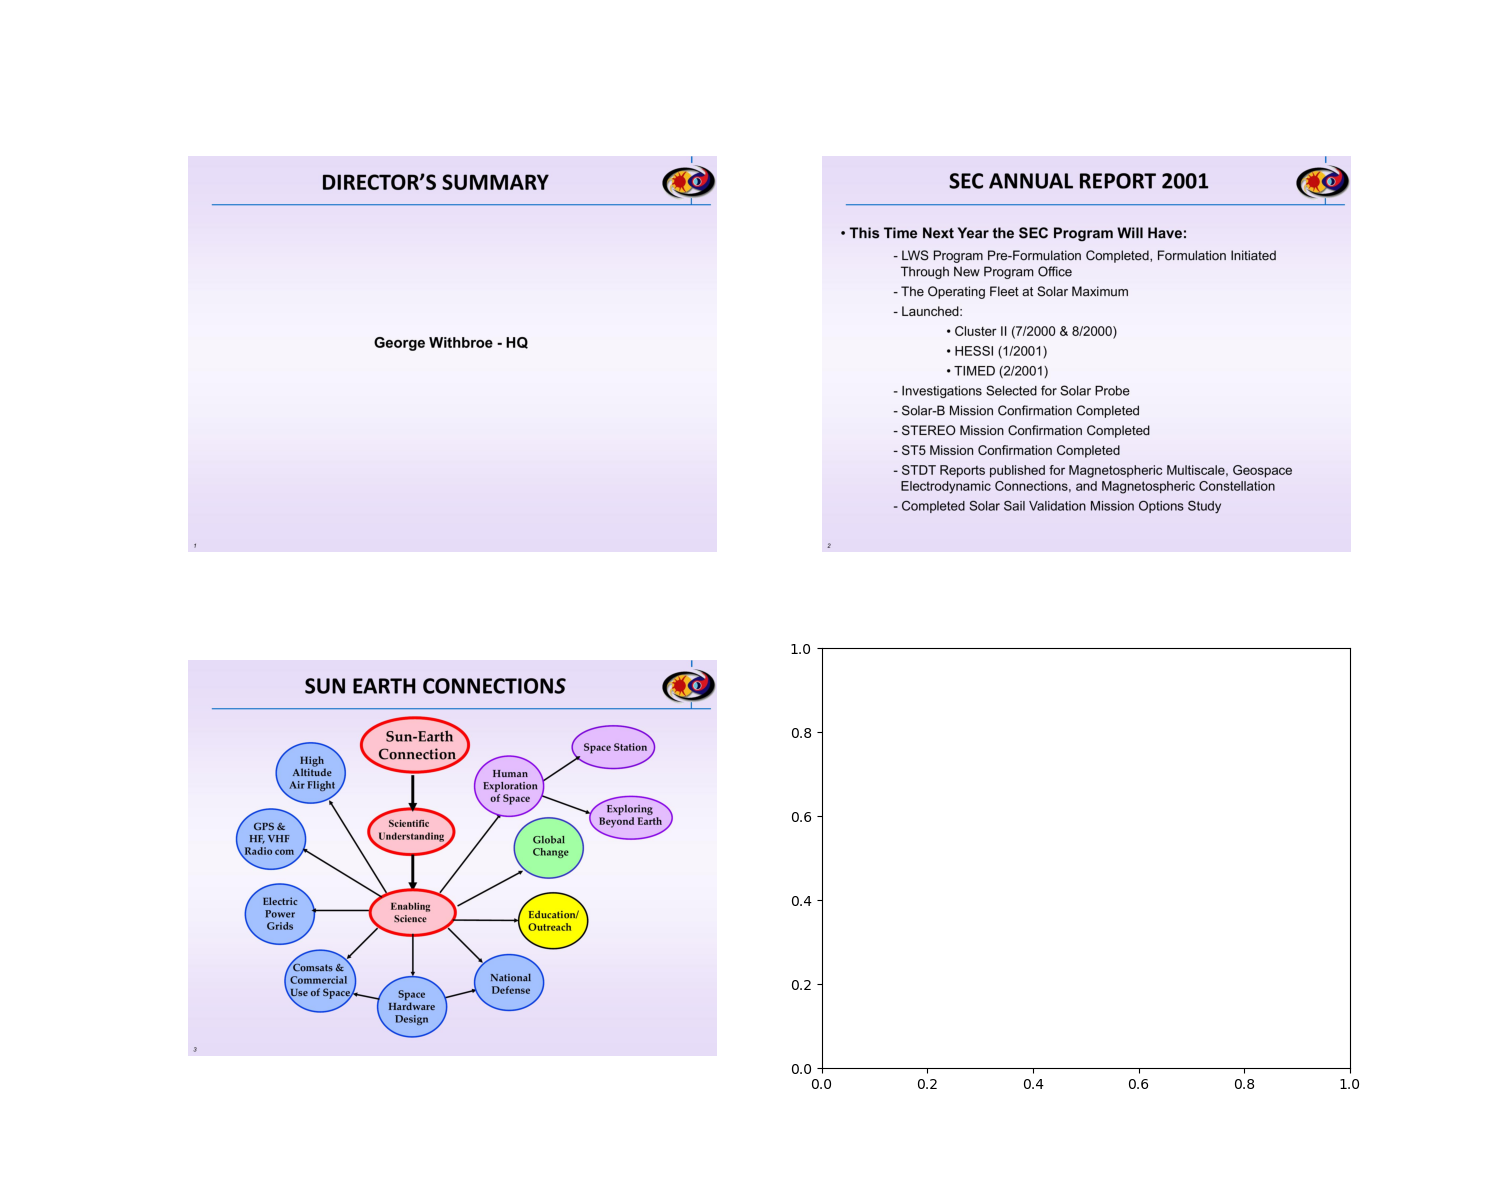 DIRECTOR'S SUMMARY
George Withbroe - HQ
1
SEC ANNUAL REPORT 2001
• This Time Next Year the SEC Program Will Have:
- LWS Program Pre-Formulation Completed, Formulation Initiated
Through New Program Office
- The Operating Fleet at Solar Maximum
- Launched:
• Cluster II (7/2000 & 8/2000)
• HESSI (1/2001)
• TIMED (2/2001)
- Investigations Selected for Solar Probe
- Solar-B Mission Confirmation Completed
- STEREO Mission Confirmation Completed
- ST5 Mission Confirmation Completed
- STDT Reports published for Magnetospheric Multiscale, Geospace
Electrodynamic Connections, and Magnetospheric Constellation
- Completed Solar Sail Validation Mission Options Study
2
SUN EARTH CONNECTIONS
Sun-Earth
Connection
High
Altitude
Air Flight
Space Station
Human
Exploration
of Space
Exploring
Beyond Earth
GPS &
HF, VHF
Radio com
Scientific
Understanding
Global
Change
Electric
Power
Grids
Enabling
Science
Education/
Outreach
Comsats &
Commercial
Use of Space
Space
Hardware
Design
National
Defense
3
1.0
0.8
0.6
0.4
0.2
0.0
0.0 0.2 0.4 0.6 0.8 1.0